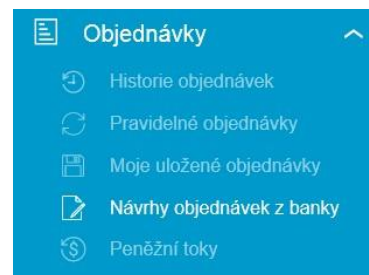 Objednávky
Historie objednávek
Pravidelné objednávky
Moje uložené objednávky
Návrhy objednávek z banky
Peněžní toky